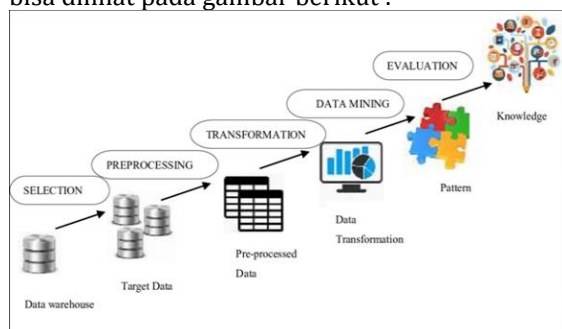 bisa dilihat pada gambar berikut :
EVALUATION
DATA MINING
Knowledge
TRANSFORMATION
PREPROCESSING
Pattern
SELECTION
Data
Transformation
Pre-processed
Data
Target Data
Data warehouse